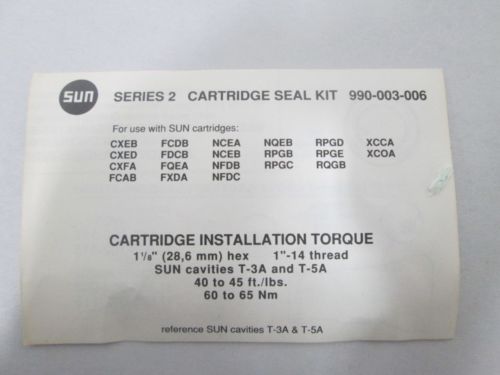 sun SERIES 2 CARTRIDGE SEAL KIT 990-003-006
For use with SUN cartridges:
CXEB FCDB NCEA NQEB RPGD XCCA
CXED FDCB NCEB RPGB RPGE XCOA
CXFA FQEA NFDB RPGC RQGB
FCAB FXDA NFDC
CARTRIDGE INSTALLATION TORQUE
1 1/8" (28,6 mm) hex 1"-14 thread
SUN cavities T-3A and T-5A
40 to 45 ft./lbs.
60 to 65 Nm
reference SUN cavities T-3A & T-5A